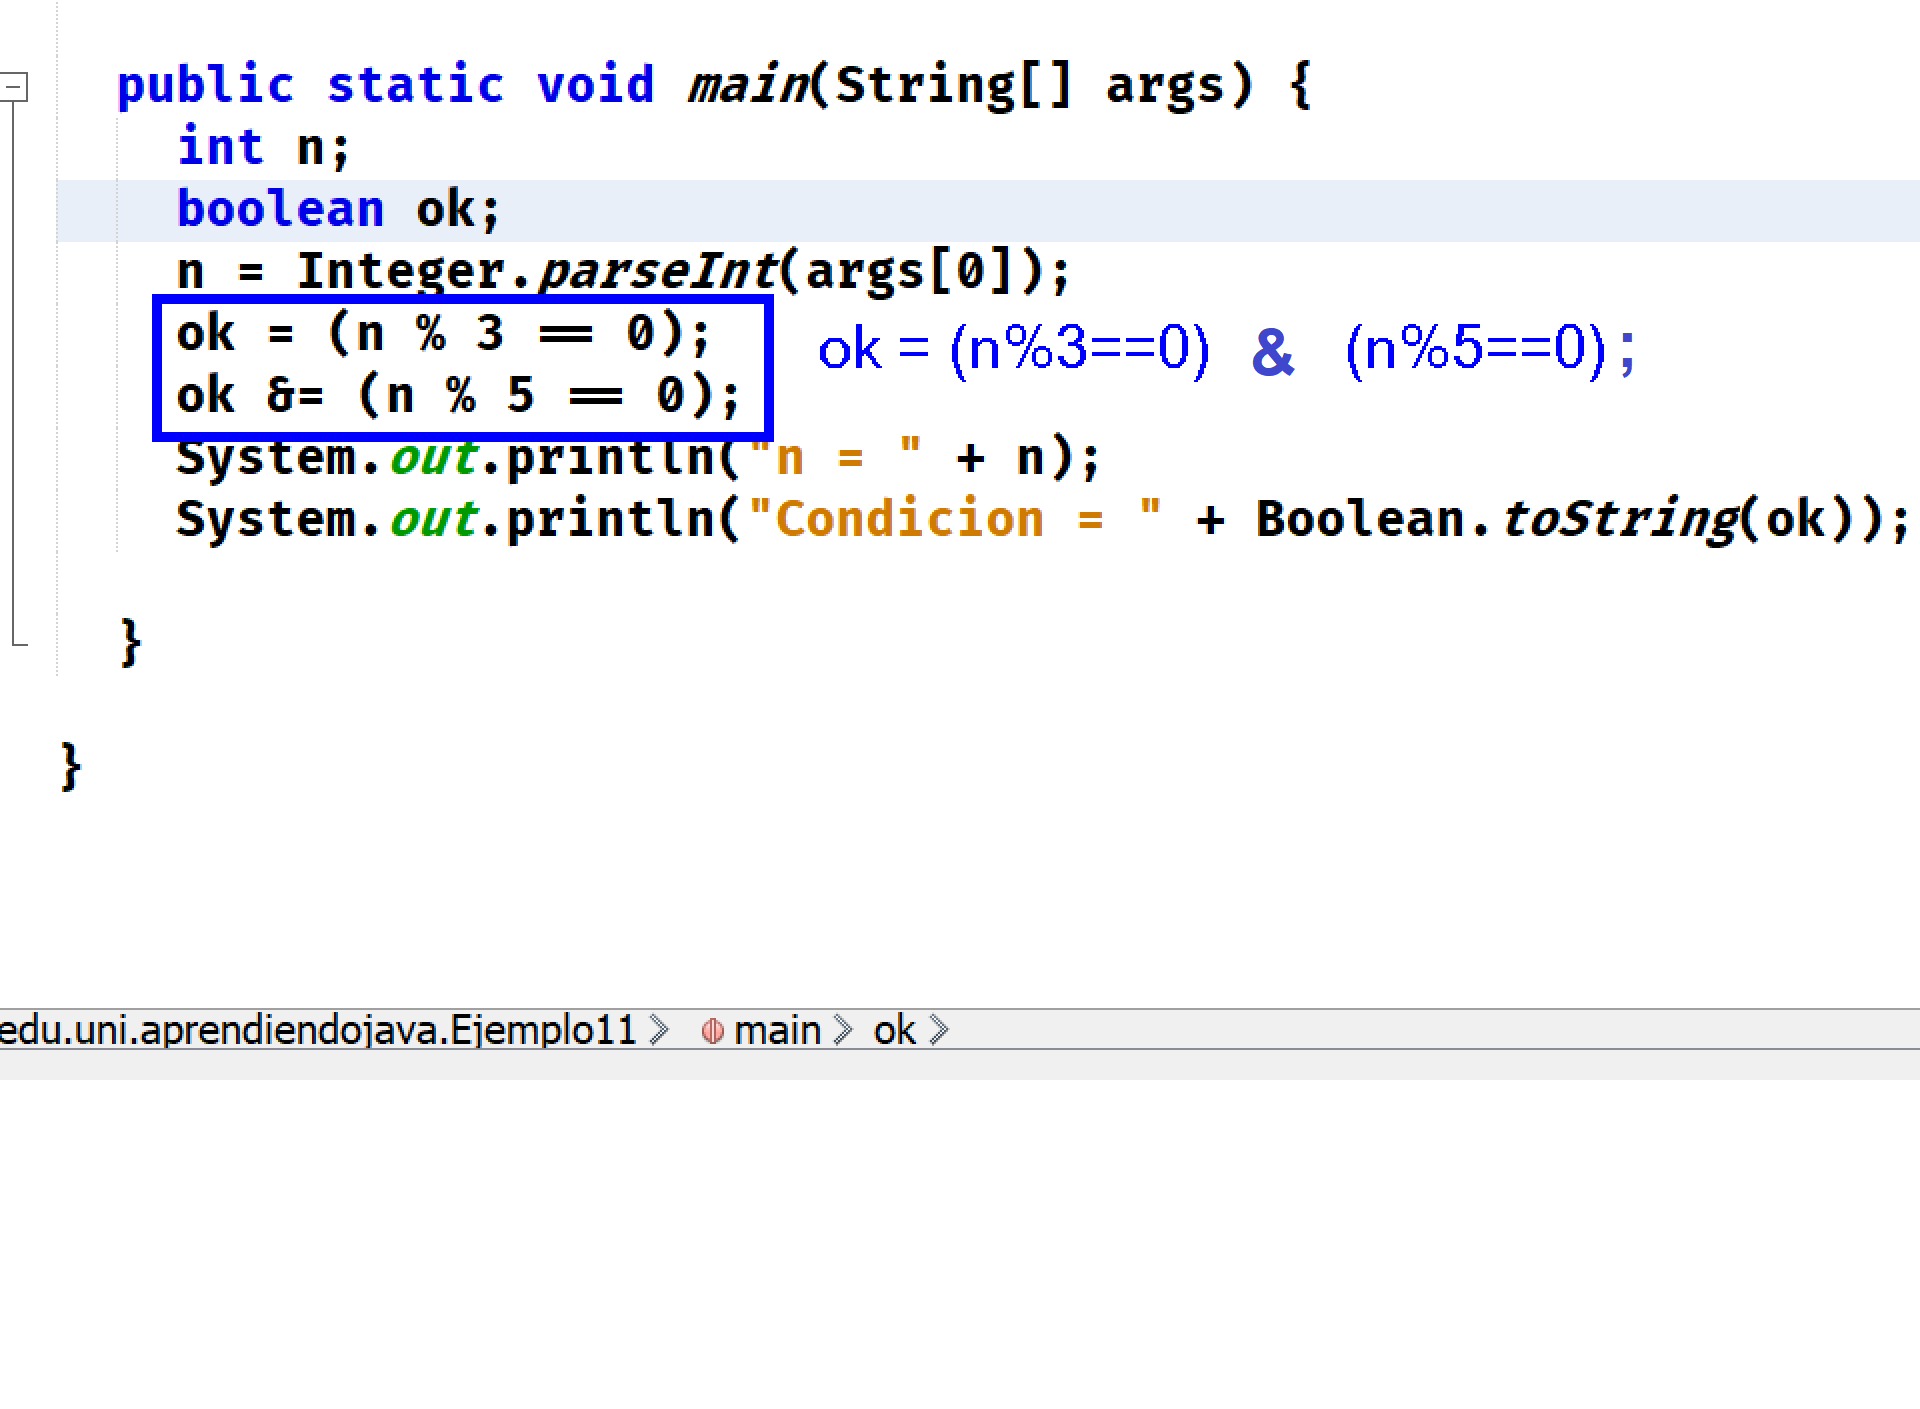 public static void main(String[] args) {
int n;
boolean ok;
n = Integer.parseInt(args[0]);
ok = (n % 3 == 0);
ok &= (n % 5 == 0);
ok = (n%3==0) & (n%5==0);
System.out.println("n = " + n);
System.out.println("Condicion = " + Boolean.toString(ok));
}
}
edu.uni.aprendiendojava.Ejemplo11 main ok